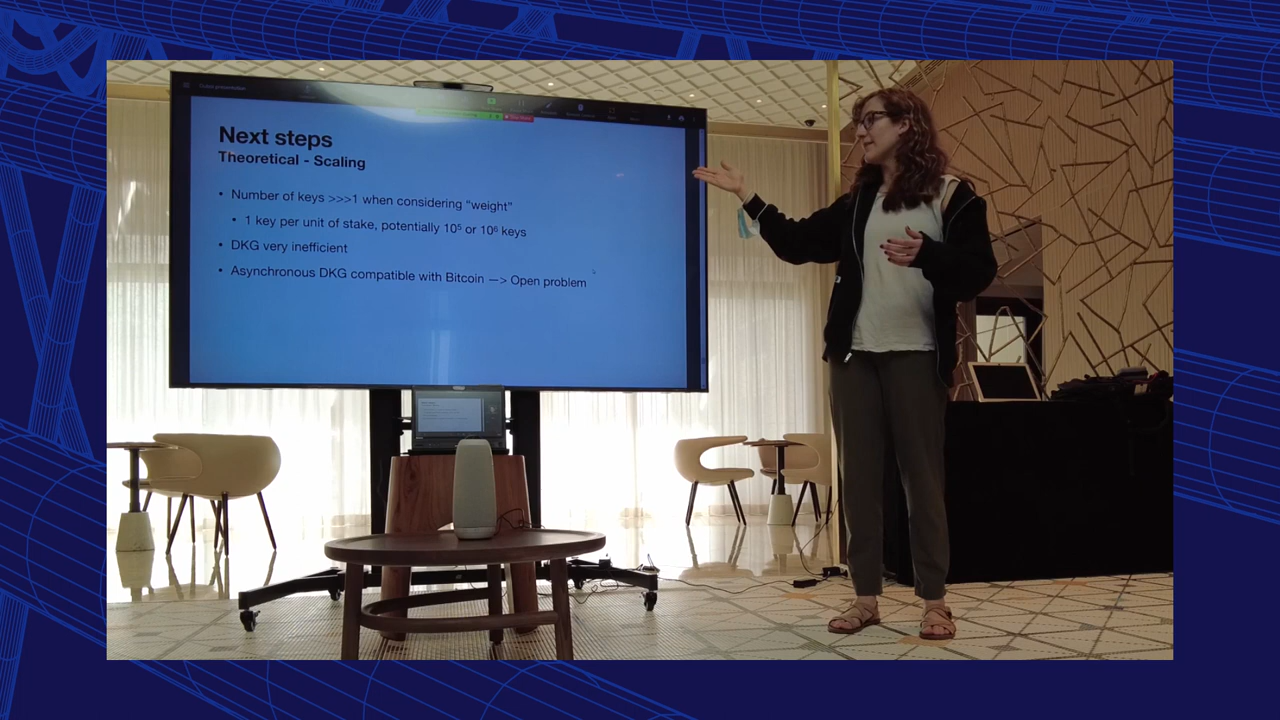 Next steps
Theoretical - Scaling
• Number of keys >>>1 when considering “weight”
• 1 key per unit of stake, potentially 10⁵ or 10⁶ keys
• DKG very inefficient
• Asynchronous DKG compatible with Bitcoin —> Open problem